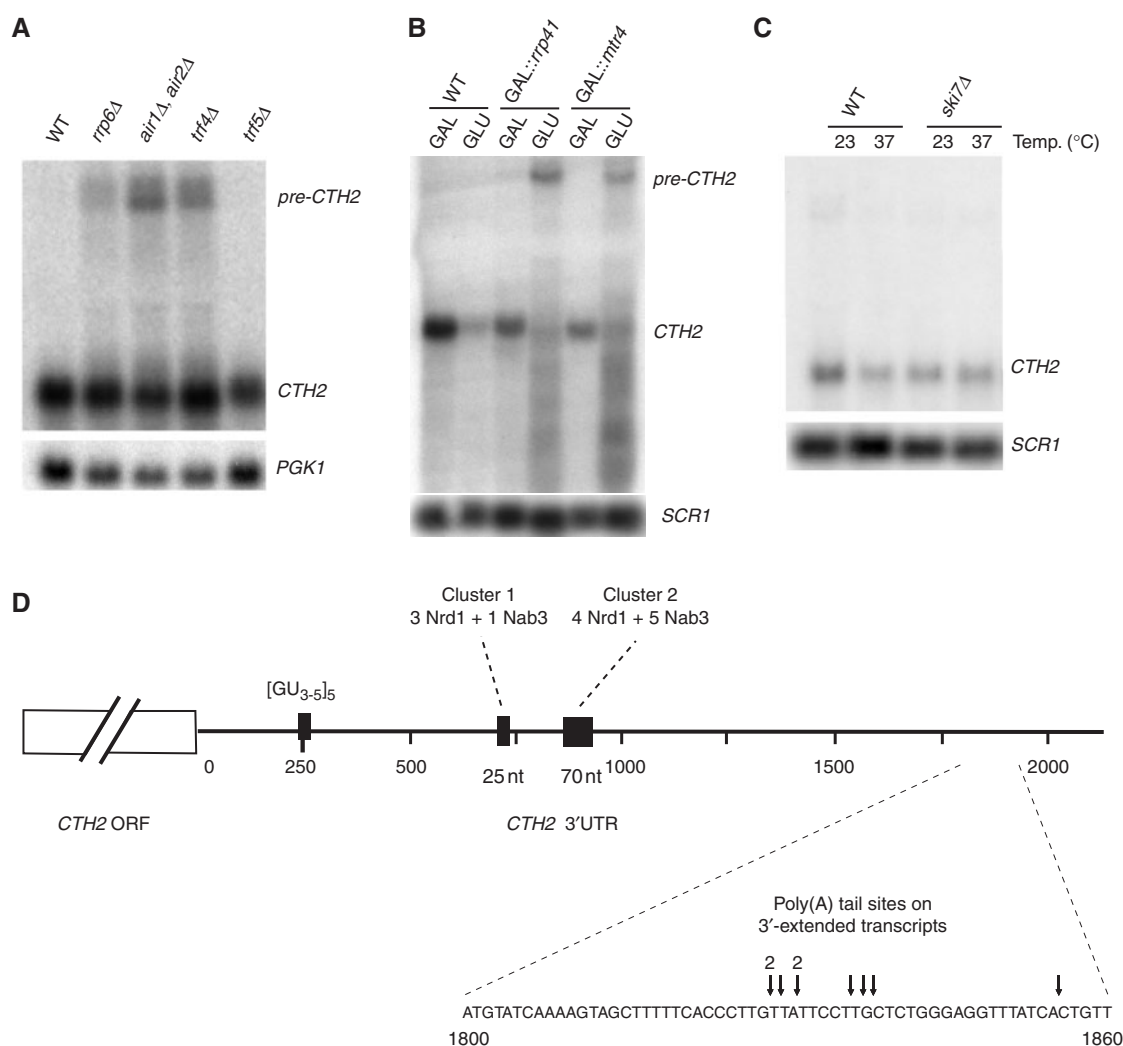 A
WT
rrp6Δ
air1Δ, air2Δ
trf4Δ
trf5Δ
pre-CTH2
CTH2
PGK1
B
WT
GAL::rrp41
GAL::mtr4
GAL GLU GAL GLU GAL GLU
pre-CTH2
CTH2
SCR1
C
WT
ski7Δ
23 37 23 37 Temp. (°C)
CTH2
SCR1
D
Cluster 1
3 Nrd1 + 1 Nab3
Cluster 2
4 Nrd1 + 5 Nab3
[GU3-5]5
0 250 500 25 nt 70 nt 1000 1500 2000
CTH2 ORF
CTH2 3′UTR
Poly(A) tail sites on
3′-extended transcripts
2 2
ATGTATCAAAAGTAGCTTTTTCACCCTTGTTATTCCTTGCTCTGGGAGGTTTATCACTGTT
1800 1860